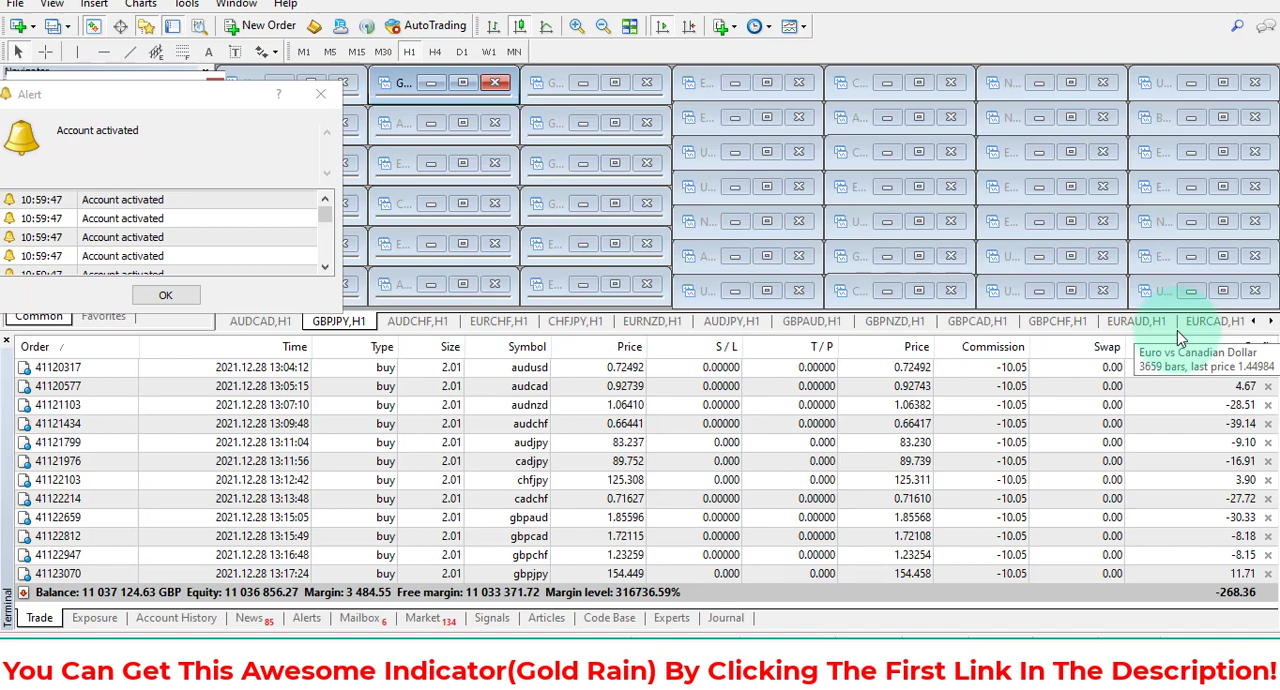 File View Insert Charts Tools Window Help
New Order AutoTrading
A T M1 M5 M15 M30 H1 H4 D1 W1 MN
Navigator
G... G... E... C... N... U...
Alert ?
Account activated
A... G... E... A... N... B...
U... C... U... E...
E... G... U... E... E... E...
C... G... N... C... U... N...
E... E... A... G... E... E...
A... E... U... C... U... U...
10:59:47 Account activated
10:59:47 Account activated
10:59:47 Account activated
10:59:47 Account activated
10:59:47 Account activated
OK
Common Favorites
AUDCAD,H1 GBPJPY,H1 AUDCHF,H1 EURCHF,H1 CHFJPY,H1 EURNZD,H1 AUDJPY,H1 GBPAUD,H1 GBPNZD,H1 GBPCAD,H1 GBPCHF,H1 EURAUD,H1 EURCAD,H1
Order / Time Type Size Symbol Price S / L T / P Price Commission Swap
Euro vs Canadian Dollar
3659 bars, last price 1.44984
41120317 2021.12.28 13:04:12 buy 2.01 audusd 0.72492 0.00000 0.00000 0.72492 -10.05 0.00
41120577 2021.12.28 13:05:15 buy 2.01 audcad 0.92739 0.00000 0.00000 0.92743 -10.05 0.00 4.67
41121103 2021.12.28 13:07:10 buy 2.01 audnzd 1.06410 0.00000 0.00000 1.06382 -10.05 0.00 -28.51
41121434 2021.12.28 13:09:48 buy 2.01 audchf 0.66441 0.00000 0.00000 0.66417 -10.05 0.00 -39.14
41121799 2021.12.28 13:11:04 buy 2.01 audjpy 83.237 0.000 0.000 83.230 -10.05 0.00 -9.10
41121976 2021.12.28 13:11:56 buy 2.01 cadjpy 89.752 0.000 0.000 89.739 -10.05 0.00 -16.91
41122103 2021.12.28 13:12:42 buy 2.01 chfjpy 125.308 0.000 0.000 125.311 -10.05 0.00 3.90
41122214 2021.12.28 13:13:48 buy 2.01 cadchf 0.71627 0.00000 0.00000 0.71610 -10.05 0.00 -27.72
41122659 2021.12.28 13:15:05 buy 2.01 gbpaud 1.85596 0.00000 0.00000 1.85568 -10.05 0.00 -30.33
41122812 2021.12.28 13:15:49 buy 2.01 gbpcad 1.72115 0.00000 0.00000 1.72108 -10.05 0.00 -8.18
41122947 2021.12.28 13:16:48 buy 2.01 gbpchf 1.23259 0.00000 0.00000 1.23254 -10.05 0.00 -8.15
41123070 2021.12.28 13:17:24 buy 2.01 gbpjpy 154.449 0.000 0.000 154.458 -10.05 0.00 11.71
Balance: 11 037 124.63 GBP Equity: 11 036 856.27 Margin: 3 484.55 Free margin: 11 033 371.72 Margin level: 316736.59% -268.36
Terminal
Trade Exposure Account History News 85 Alerts Mailbox 6 Market 134 Signals Articles Code Base Experts Journal
You Can Get This Awesome Indicator(Gold Rain) By Clicking The First Link In The Description!